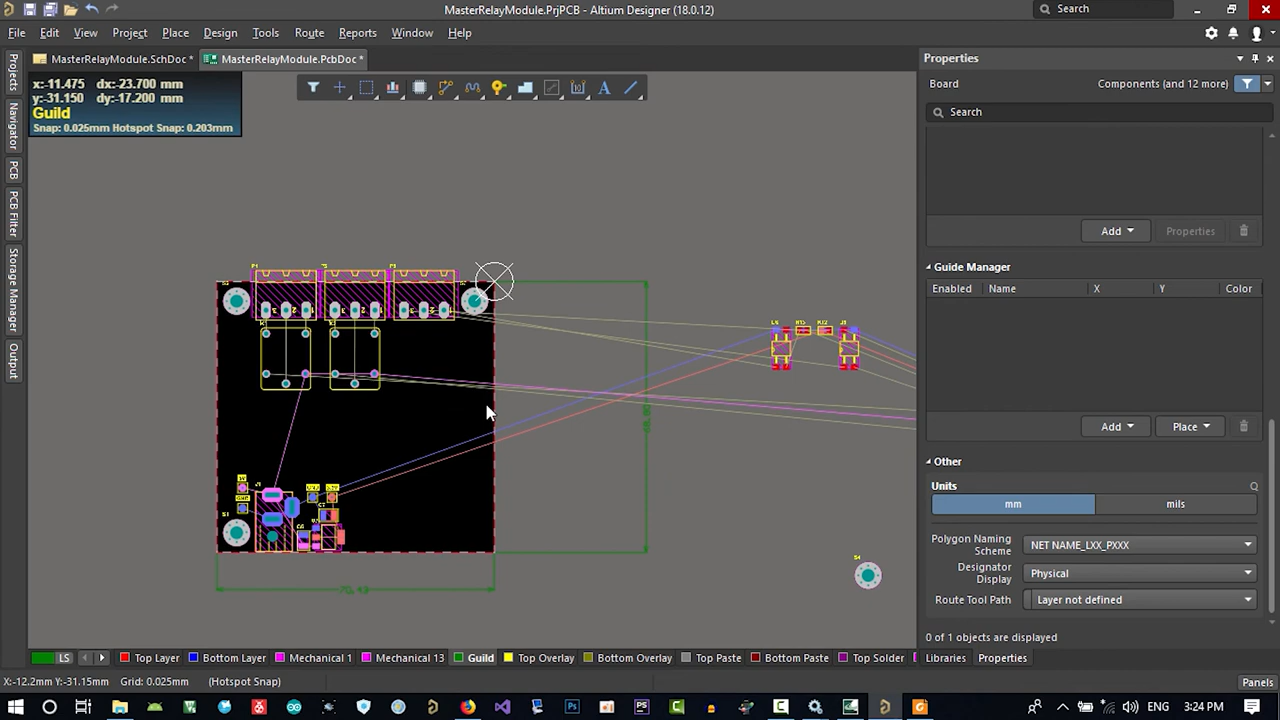 MasterRelayModule.PrjPCB - Altium Designer (18.0.12)
Search
File Edit View Project Place Design Tools Route Reports Window Help
MasterRelayModule.SchDoc *
MasterRelayModule.PcbDoc *
Properties
x:-11.475 dx:-23.700 mm
y:-31.150 dy:-17.200 mm
Guild
Snap: 0.025mm Hotspot Snap: 0.203mm
Board
Components (and 12 more)
Search
Projects
Navigator
PCB
PCB Filter
Storage Manager
Output
Add
Properties
Guide Manager
Enabled Name X Y Color
Add
Place
Other
Units
mm
mils
Polygon Naming
Scheme
NET NAME_LXX_PXXX
Designator
Display
Physical
Route Tool Path
Layer not defined
0 of 1 objects are displayed
LS
Top Layer
Bottom Layer
Mechanical 1
Mechanical 13
Guild
Top Overlay
Bottom Overlay
Top Paste
Bottom Paste
Top Solder
Libraries
Properties
X:-12.2mm Y:-31.15mm Grid: 0.025mm (Hotspot Snap)
Panels
ENG 3:24 PM